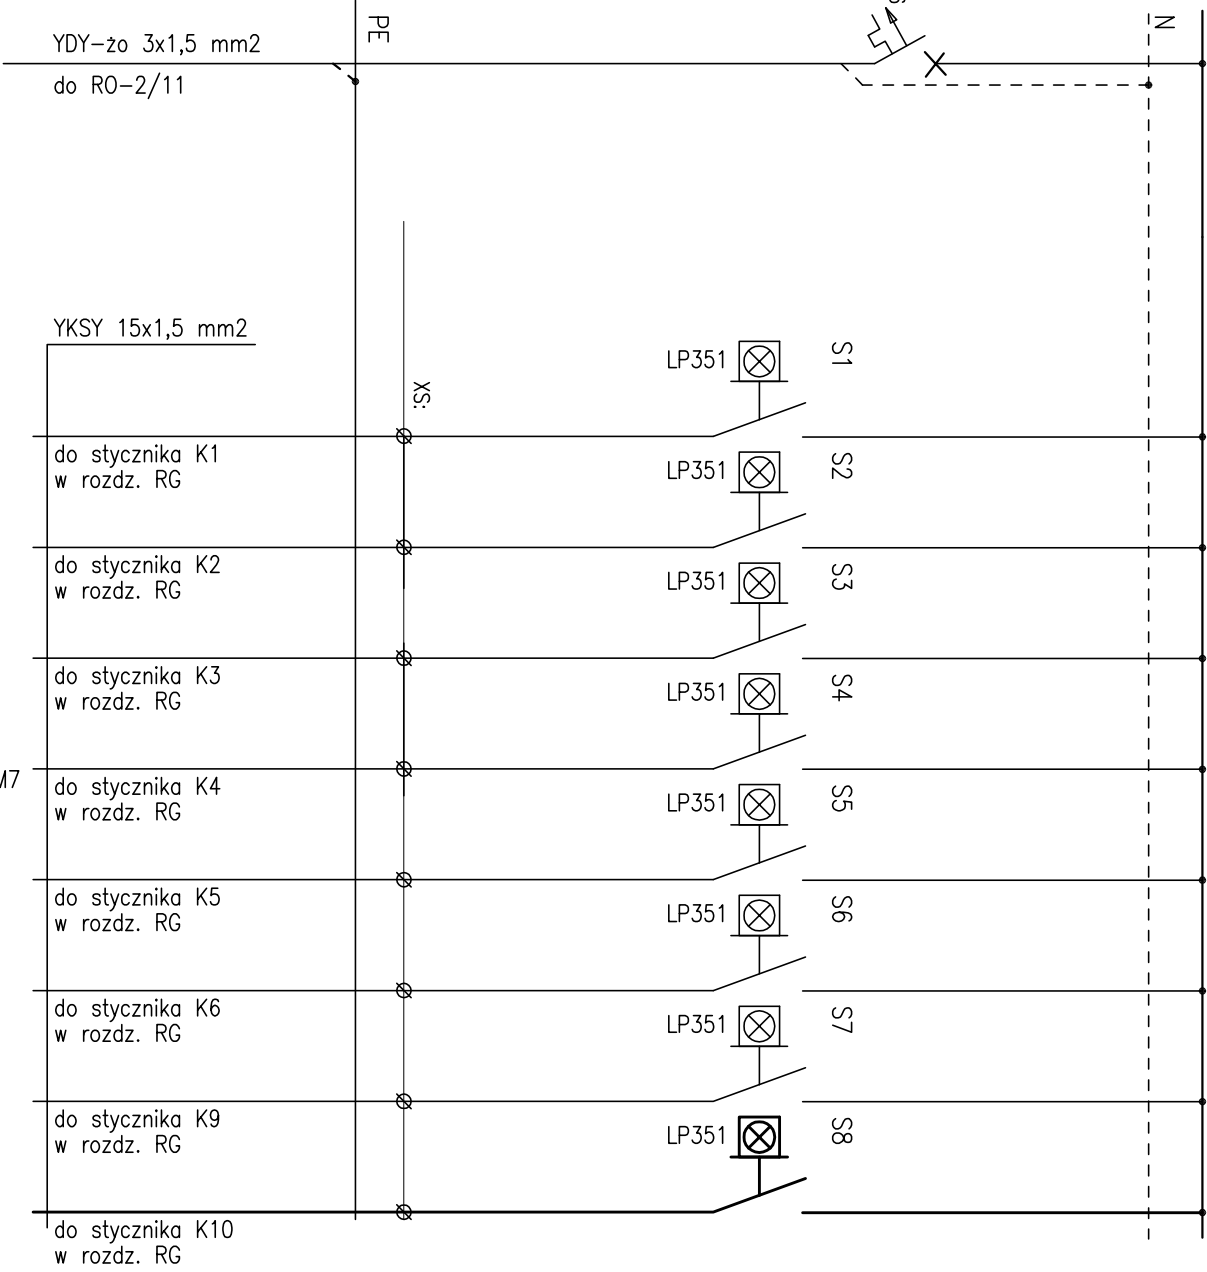 PE
N
YDY-żo 3x1,5 mm2
do RO-2/11
YKSY 15x1,5 mm2
XS:
LP351
S1
do stycznika K1
w rozdz. RG
LP351
S2
do stycznika K2
w rozdz. RG
LP351
S3
do stycznika K3
w rozdz. RG
LP351
S4
M7
do stycznika K4
w rozdz. RG
LP351
S5
do stycznika K5
w rozdz. RG
LP351
S6
do stycznika K6
w rozdz. RG
LP351
S7
do stycznika K9
w rozdz. RG
LP351
S8
do stycznika K10
w rozdz. RG